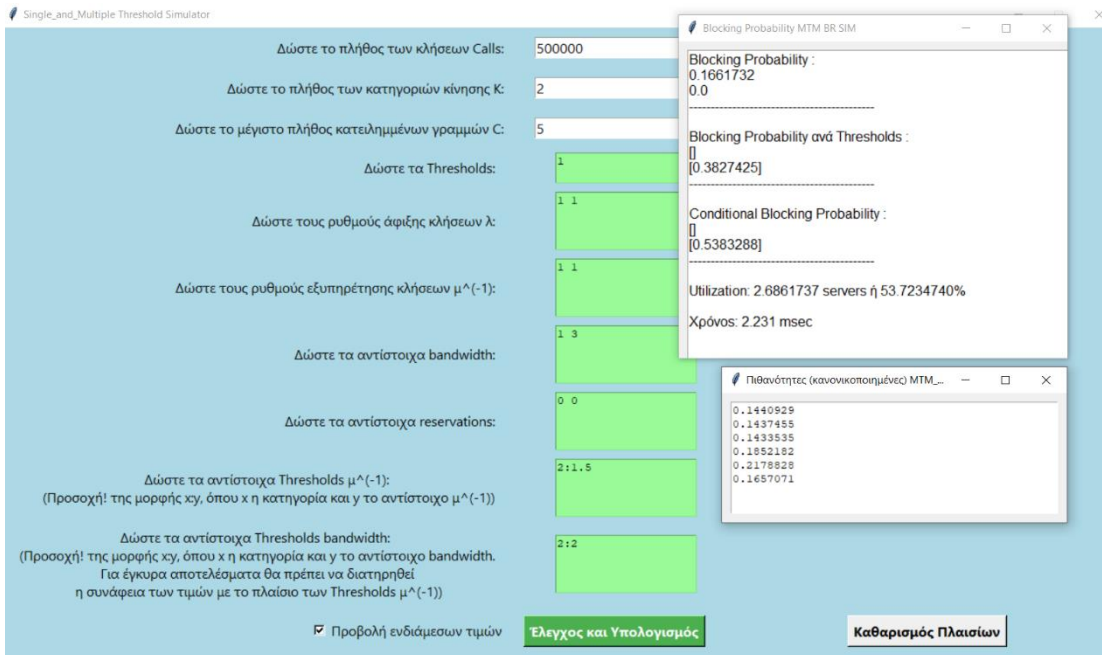 Single_and_Multiple Threshold Simulator
Δώστε το πλήθος των κλήσεων Calls:
500000
Δώστε το πλήθος των κατηγοριών κίνησης K:
2
Δώστε το μέγιστο πλήθος κατειλημμένων γραμμών C:
5
Δώστε τα Thresholds:
1
Δώστε τους ρυθμούς άφιξης κλήσεων λ:
1 1
Δώστε τους ρυθμούς εξυπηρέτησης κλήσεων μ^(-1):
1 1
Δώστε τα αντίστοιχα bandwidth:
1 3
Δώστε τα αντίστοιχα reservations:
0 0
Δώστε τα αντίστοιχα Thresholds μ^(-1):
(Προσοχή! της μορφής x:y, όπου x η κατηγορία και y το αντίστοιχο μ^(-1))
2:1.5
Δώστε τα αντίστοιχα Thresholds bandwidth:
(Προσοχή! της μορφής x:y, όπου x η κατηγορία και y το αντίστοιχο bandwidth.
Για έγκυρα αποτελέσματα θα πρέπει να διατηρηθεί
η συνάφεια των τιμών με το πλαίσιο των Thresholds μ^(-1))
2:2
Προβολή ενδιάμεσων τιμών
Έλεγχος και Υπολογισμός
Καθαρισμός Πλαισίων
Blocking Probability MTM BR SIM
Blocking Probability :
0.1661732
0.0
------------------------------------------
Blocking Probability ανά Thresholds :
[]
[0.3827425]
------------------------------------------
Conditional Blocking Probability :
[]
[0.5383288]
------------------------------------------
Utilization: 2.6861737 servers ή 53.7234740%
Χρόνος: 2.231 msec
Πιθανότητες (κανονικοποιημένες) MTM_...
0.1440929
0.1437455
0.1433535
0.1852182
0.2178828
0.1657071